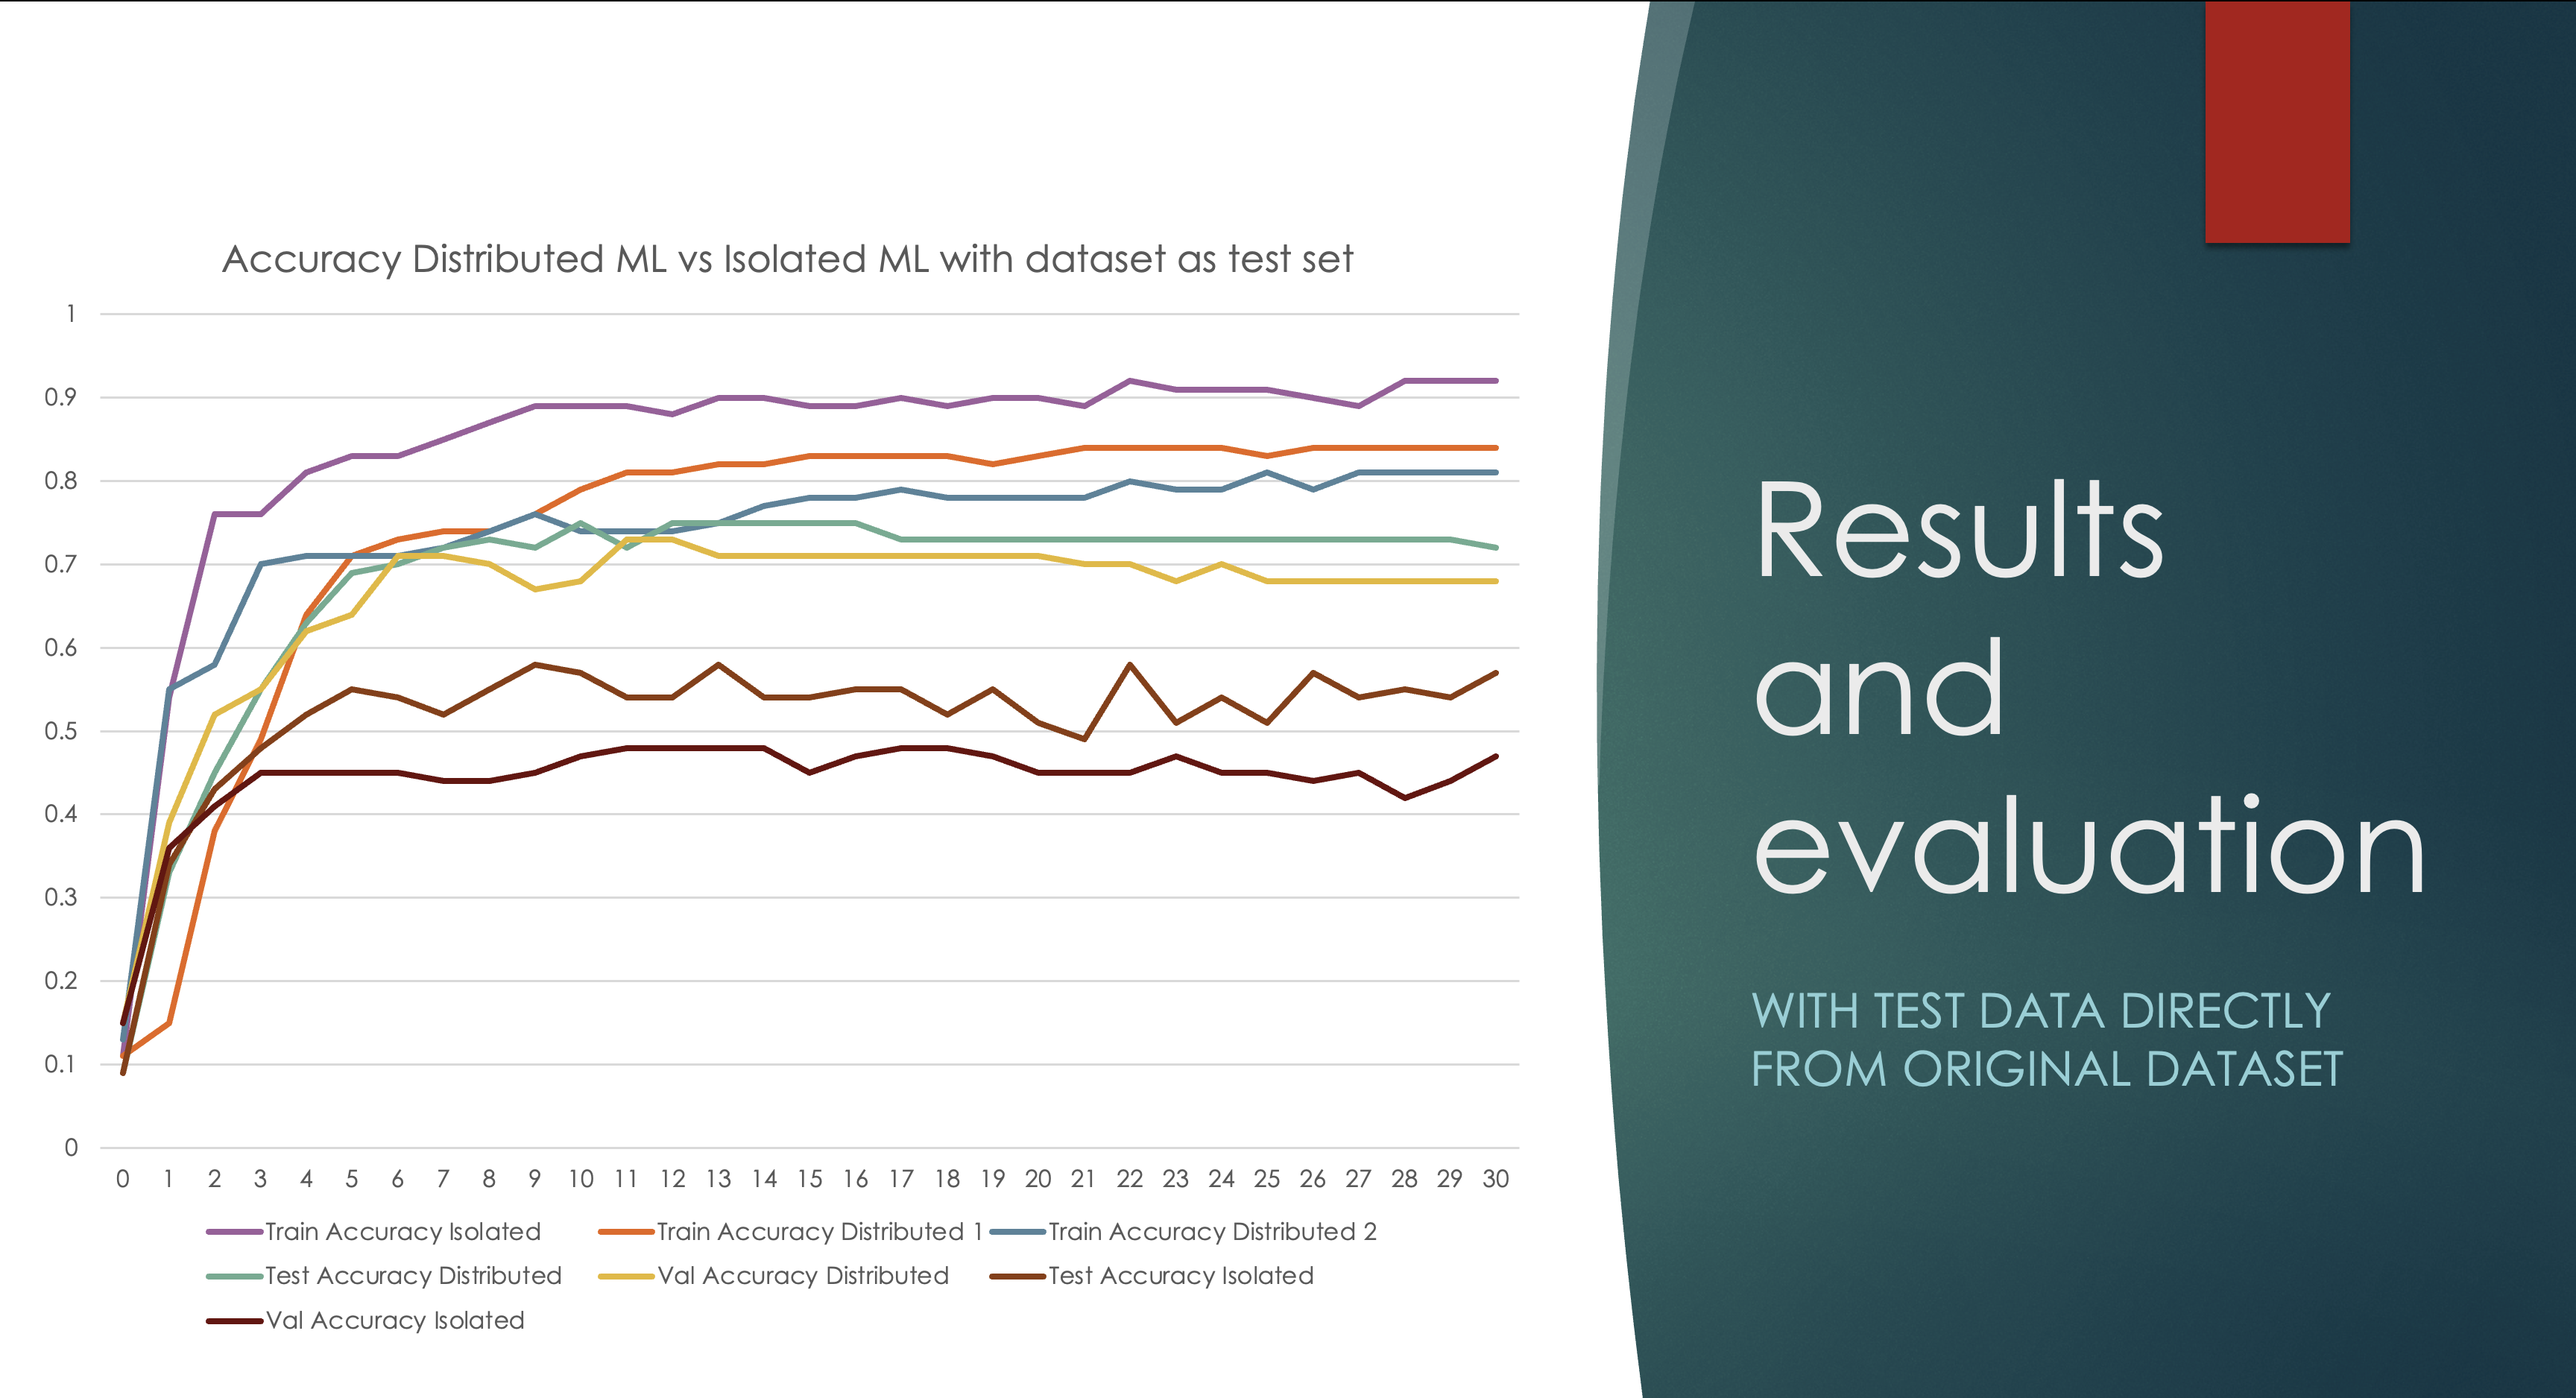 Accuracy Distributed ML vs Isolated ML with dataset as test set
1
0.9
0.8
0.7
0.6
0.5
0.4
0.3
0.2
0.1
0
0 1 2 3 4 5 6 7 8 9 10 11 12 13 14 15 16 17 18 19 20 21 22 23 24 25 26 27 28 29 30
Train Accuracy Isolated Train Accuracy Distributed 1 Train Accuracy Distributed 2
Test Accuracy Distributed Val Accuracy Distributed Test Accuracy Isolated
Val Accuracy Isolated
Results
and
evaluation
WITH TEST DATA DIRECTLY
FROM ORIGINAL DATASET